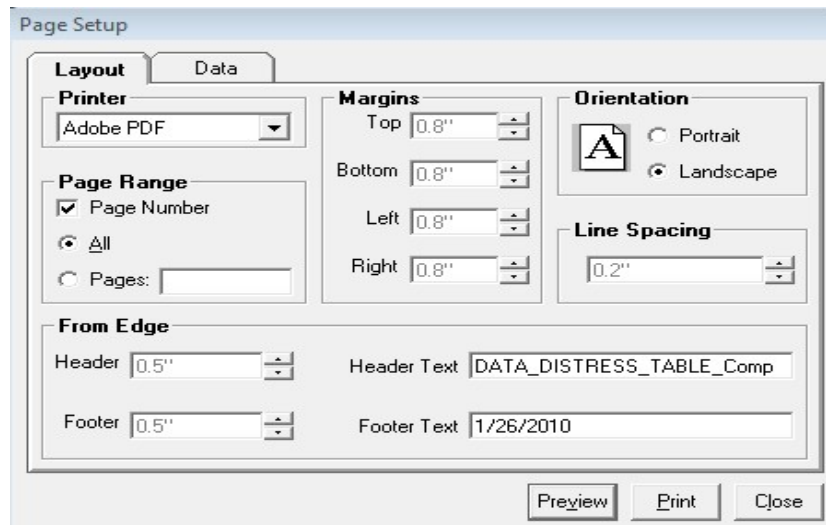 Page Setup
Layout Data
Printer
Adobe PDF
Page Range
Page Number
All
Pages:
Margins
Top 0.8"
Bottom 0.8"
Left 0.8"
Right 0.8"
Orientation
A
Portrait
Landscape
Line Spacing
0.2"
From Edge
Header 0.5" Header Text DATA_DISTRESS_TABLE_Comp
Footer 0.5" Footer Text 1/26/2010
Preview Print Close